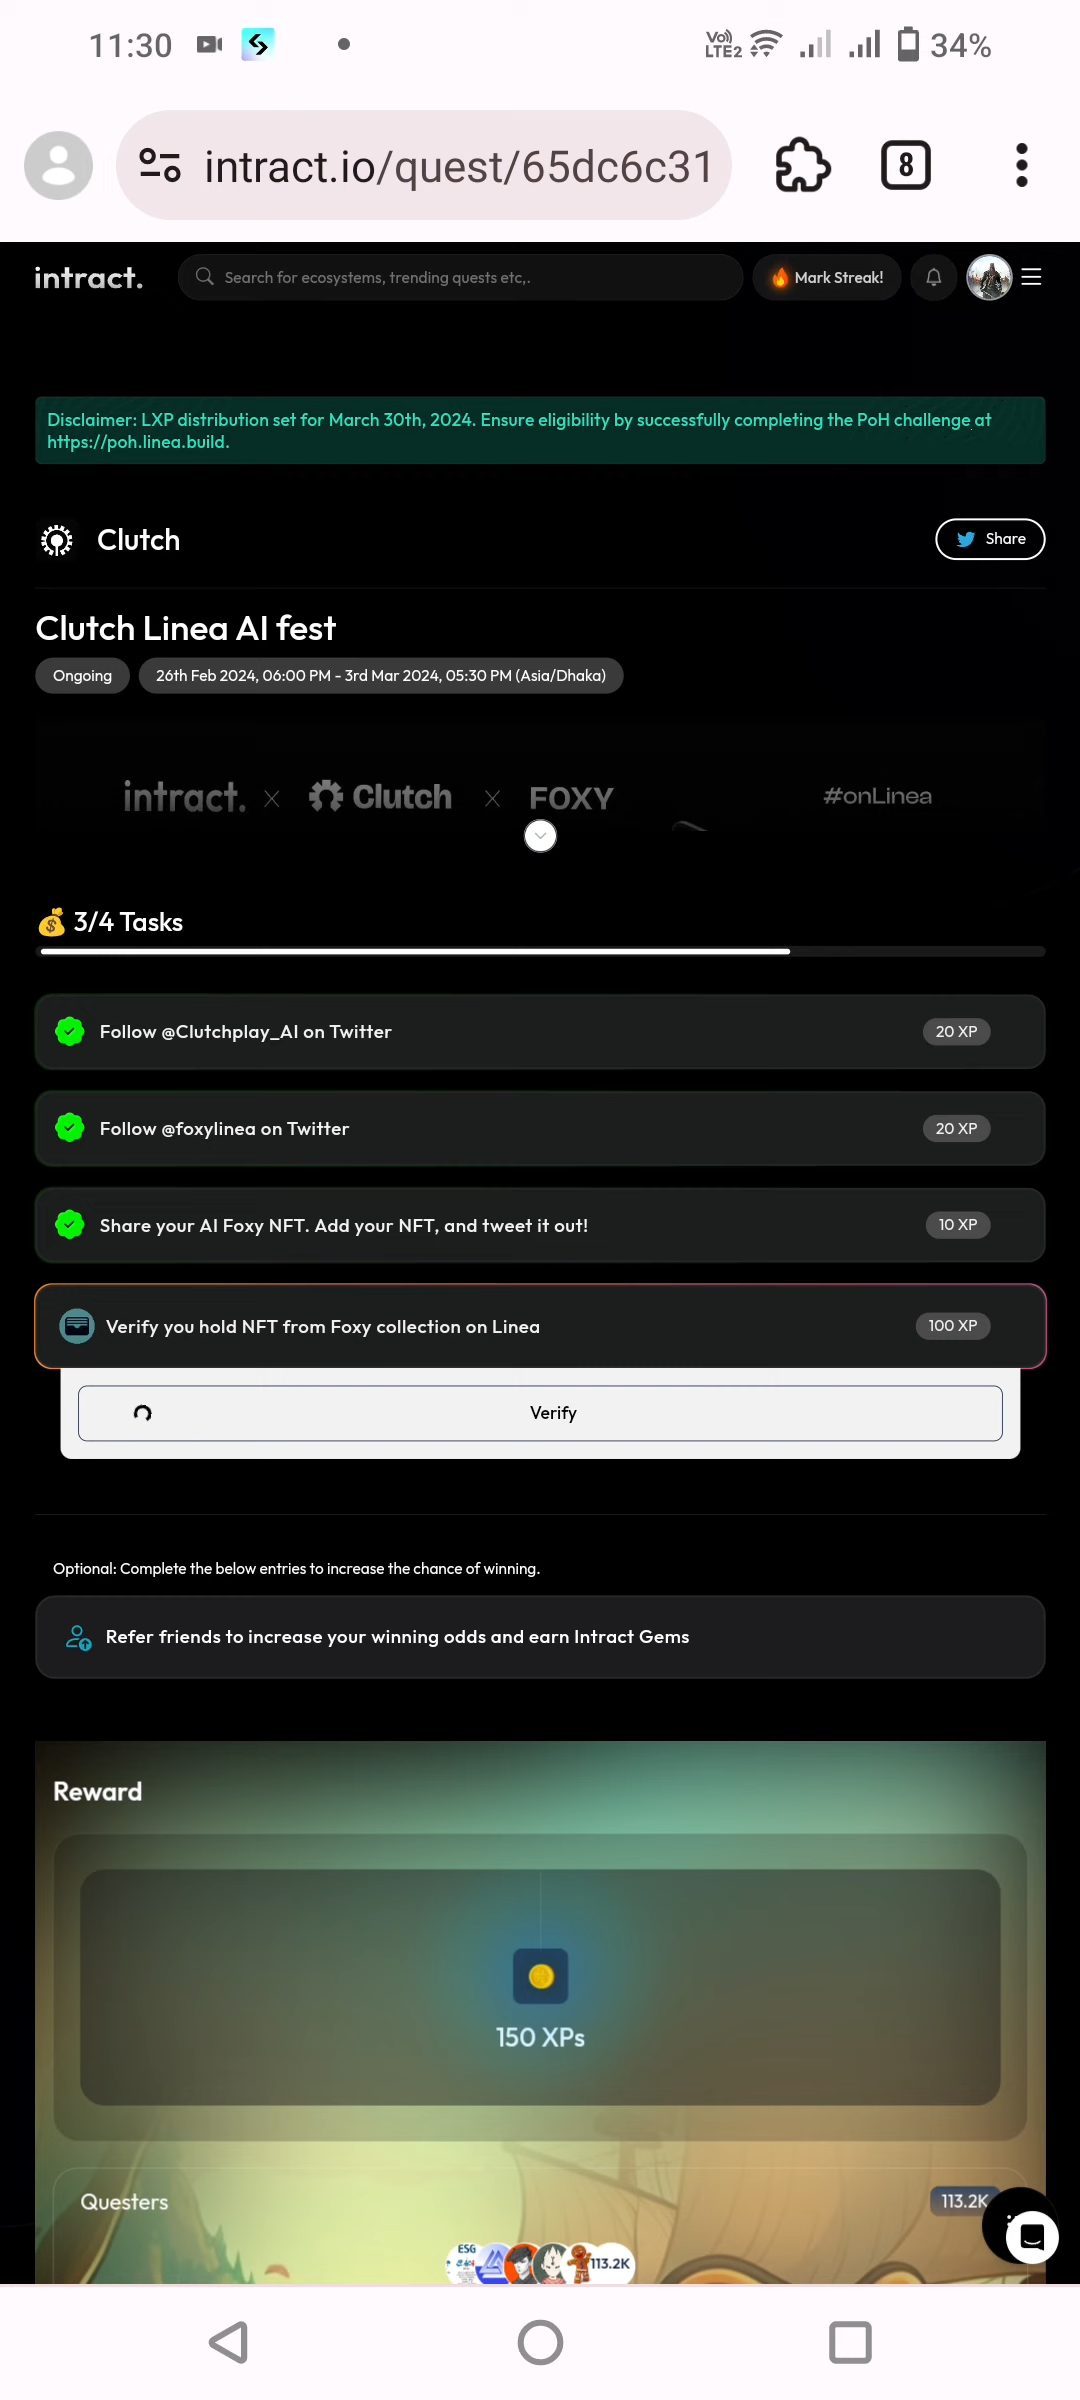 11:30
Vo)) LTE2
34%
intract.io/quest/65dc6c31
8
intract.
Search for ecosystems, trending quests etc,.
Mark Streak!
Disclaimer: LXP distribution set for March 30th, 2024. Ensure eligibility by successfully completing the PoH challenge at
https://poh.linea.build.
Clutch
Share
Clutch Linea AI fest
Ongoing
26th Feb 2024, 06:00 PM - 3rd Mar 2024, 05:30 PM (Asia/Dhaka)
intract. X Clutch X FOXY #onLinea
3/4 Tasks
Follow @Clutchplay_AI on Twitter
20 XP
Follow @foxylinea on Twitter
20 XP
Share your AI Foxy NFT. Add your NFT, and tweet it out!
10 XP
Verify you hold NFT from Foxy collection on Linea
100 XP
Verify
Optional: Complete the below entries to increase the chance of winning.
Refer friends to increase your winning odds and earn Intract Gems
Reward
150 XPs
Questers
113.2K
ESG
113.2K